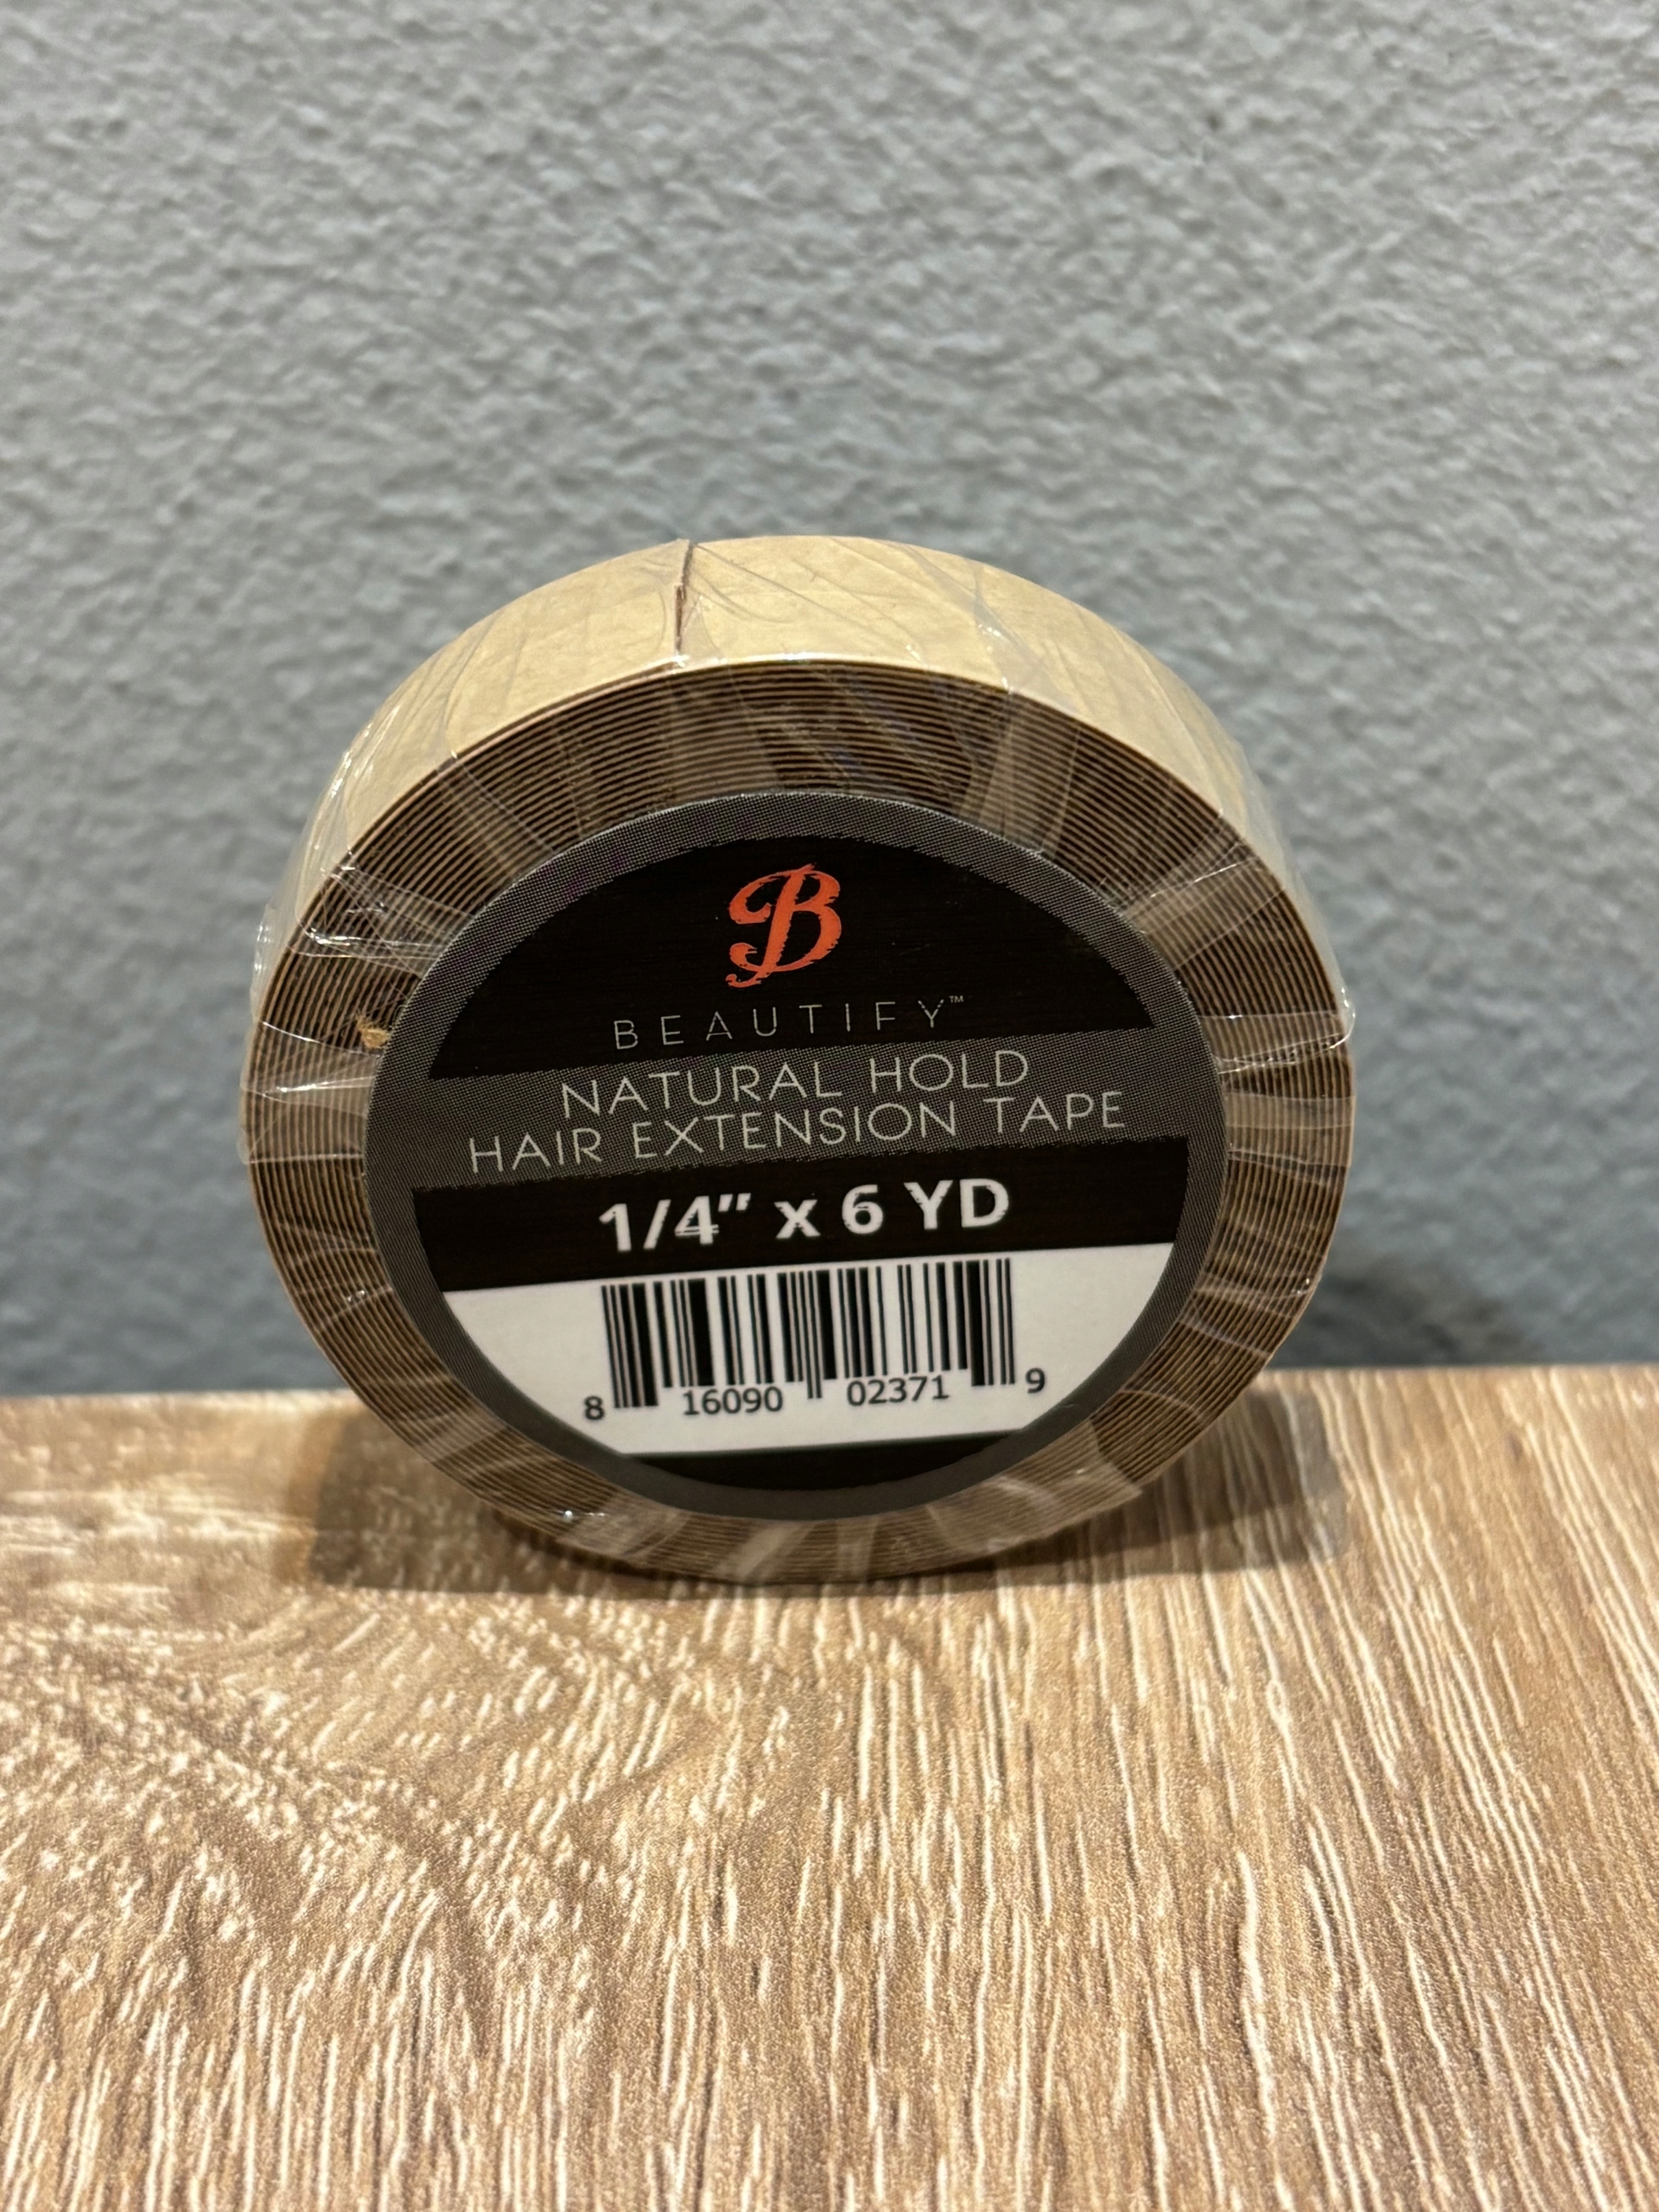 B
BEAUTIFY™
NATURAL HOLD
HAIR EXTENSION TAPE
1/4" x 6 YD
8 16090 02371 9